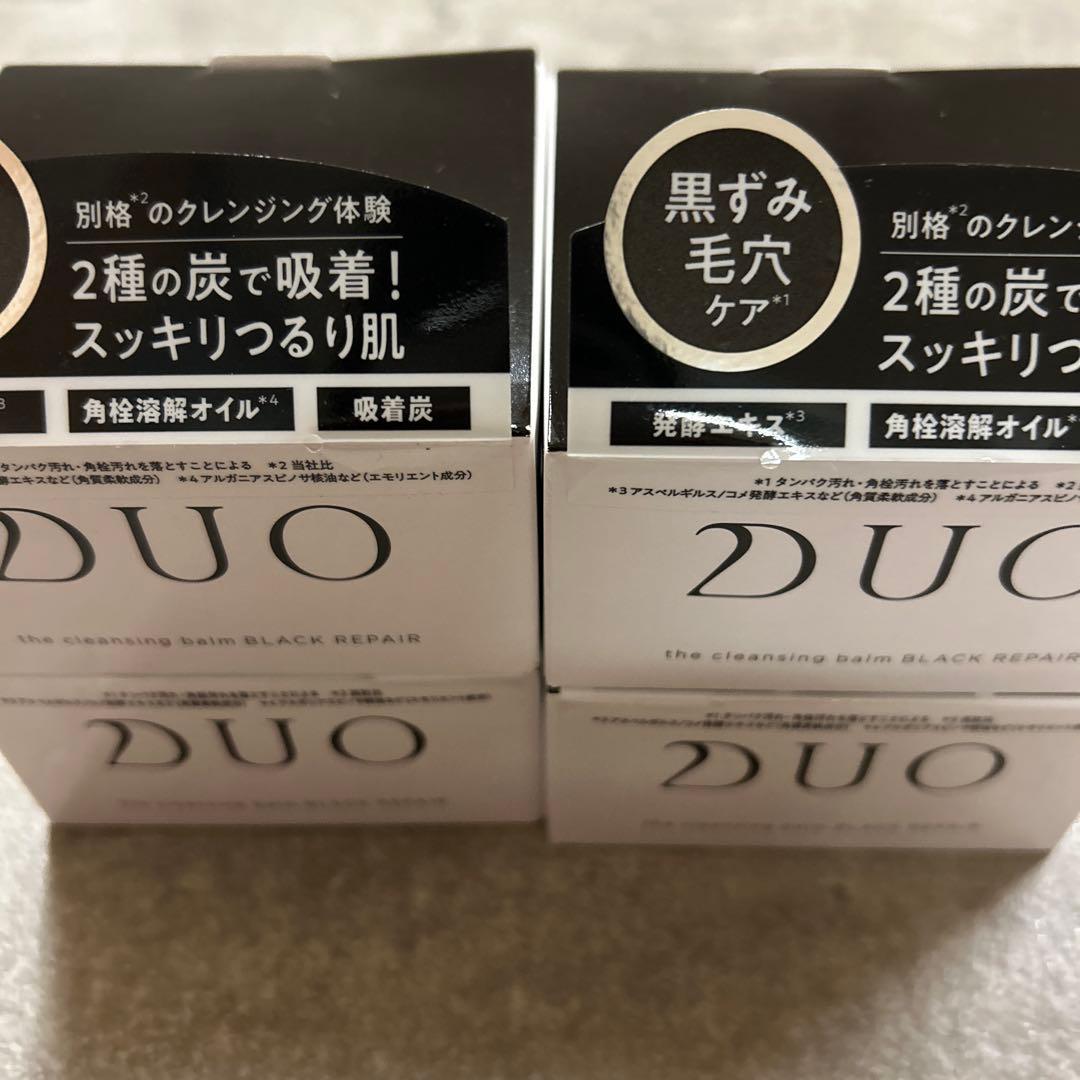 別格*2のクレンジング体験
2種の炭で吸着!
スッキリつるり肌
角栓溶解オイル*4
吸着炭
タンパク汚れ・角栓汚れを落とすことによる *2 当社比
酵エキスなど(角質柔軟成分) *4 アルガニアスピノサ核油など(エモリエント成分)
DUO
the cleansing balm BLACK REPAIR
DUO
黒ずみ
毛穴
ケア*1
別格*2のクレン
2種の炭で
スッキリつ
発酵エキス*3
角栓溶解オイル*
*1 タンパク汚れ・角栓汚れを落とすことによる *2
*3 アスペルギルス/コメ発酵エキスなど(角質柔軟成分) *4 アルガニアスピノサ
DUO
the cleansing balm BLACK REPAIR
DUO